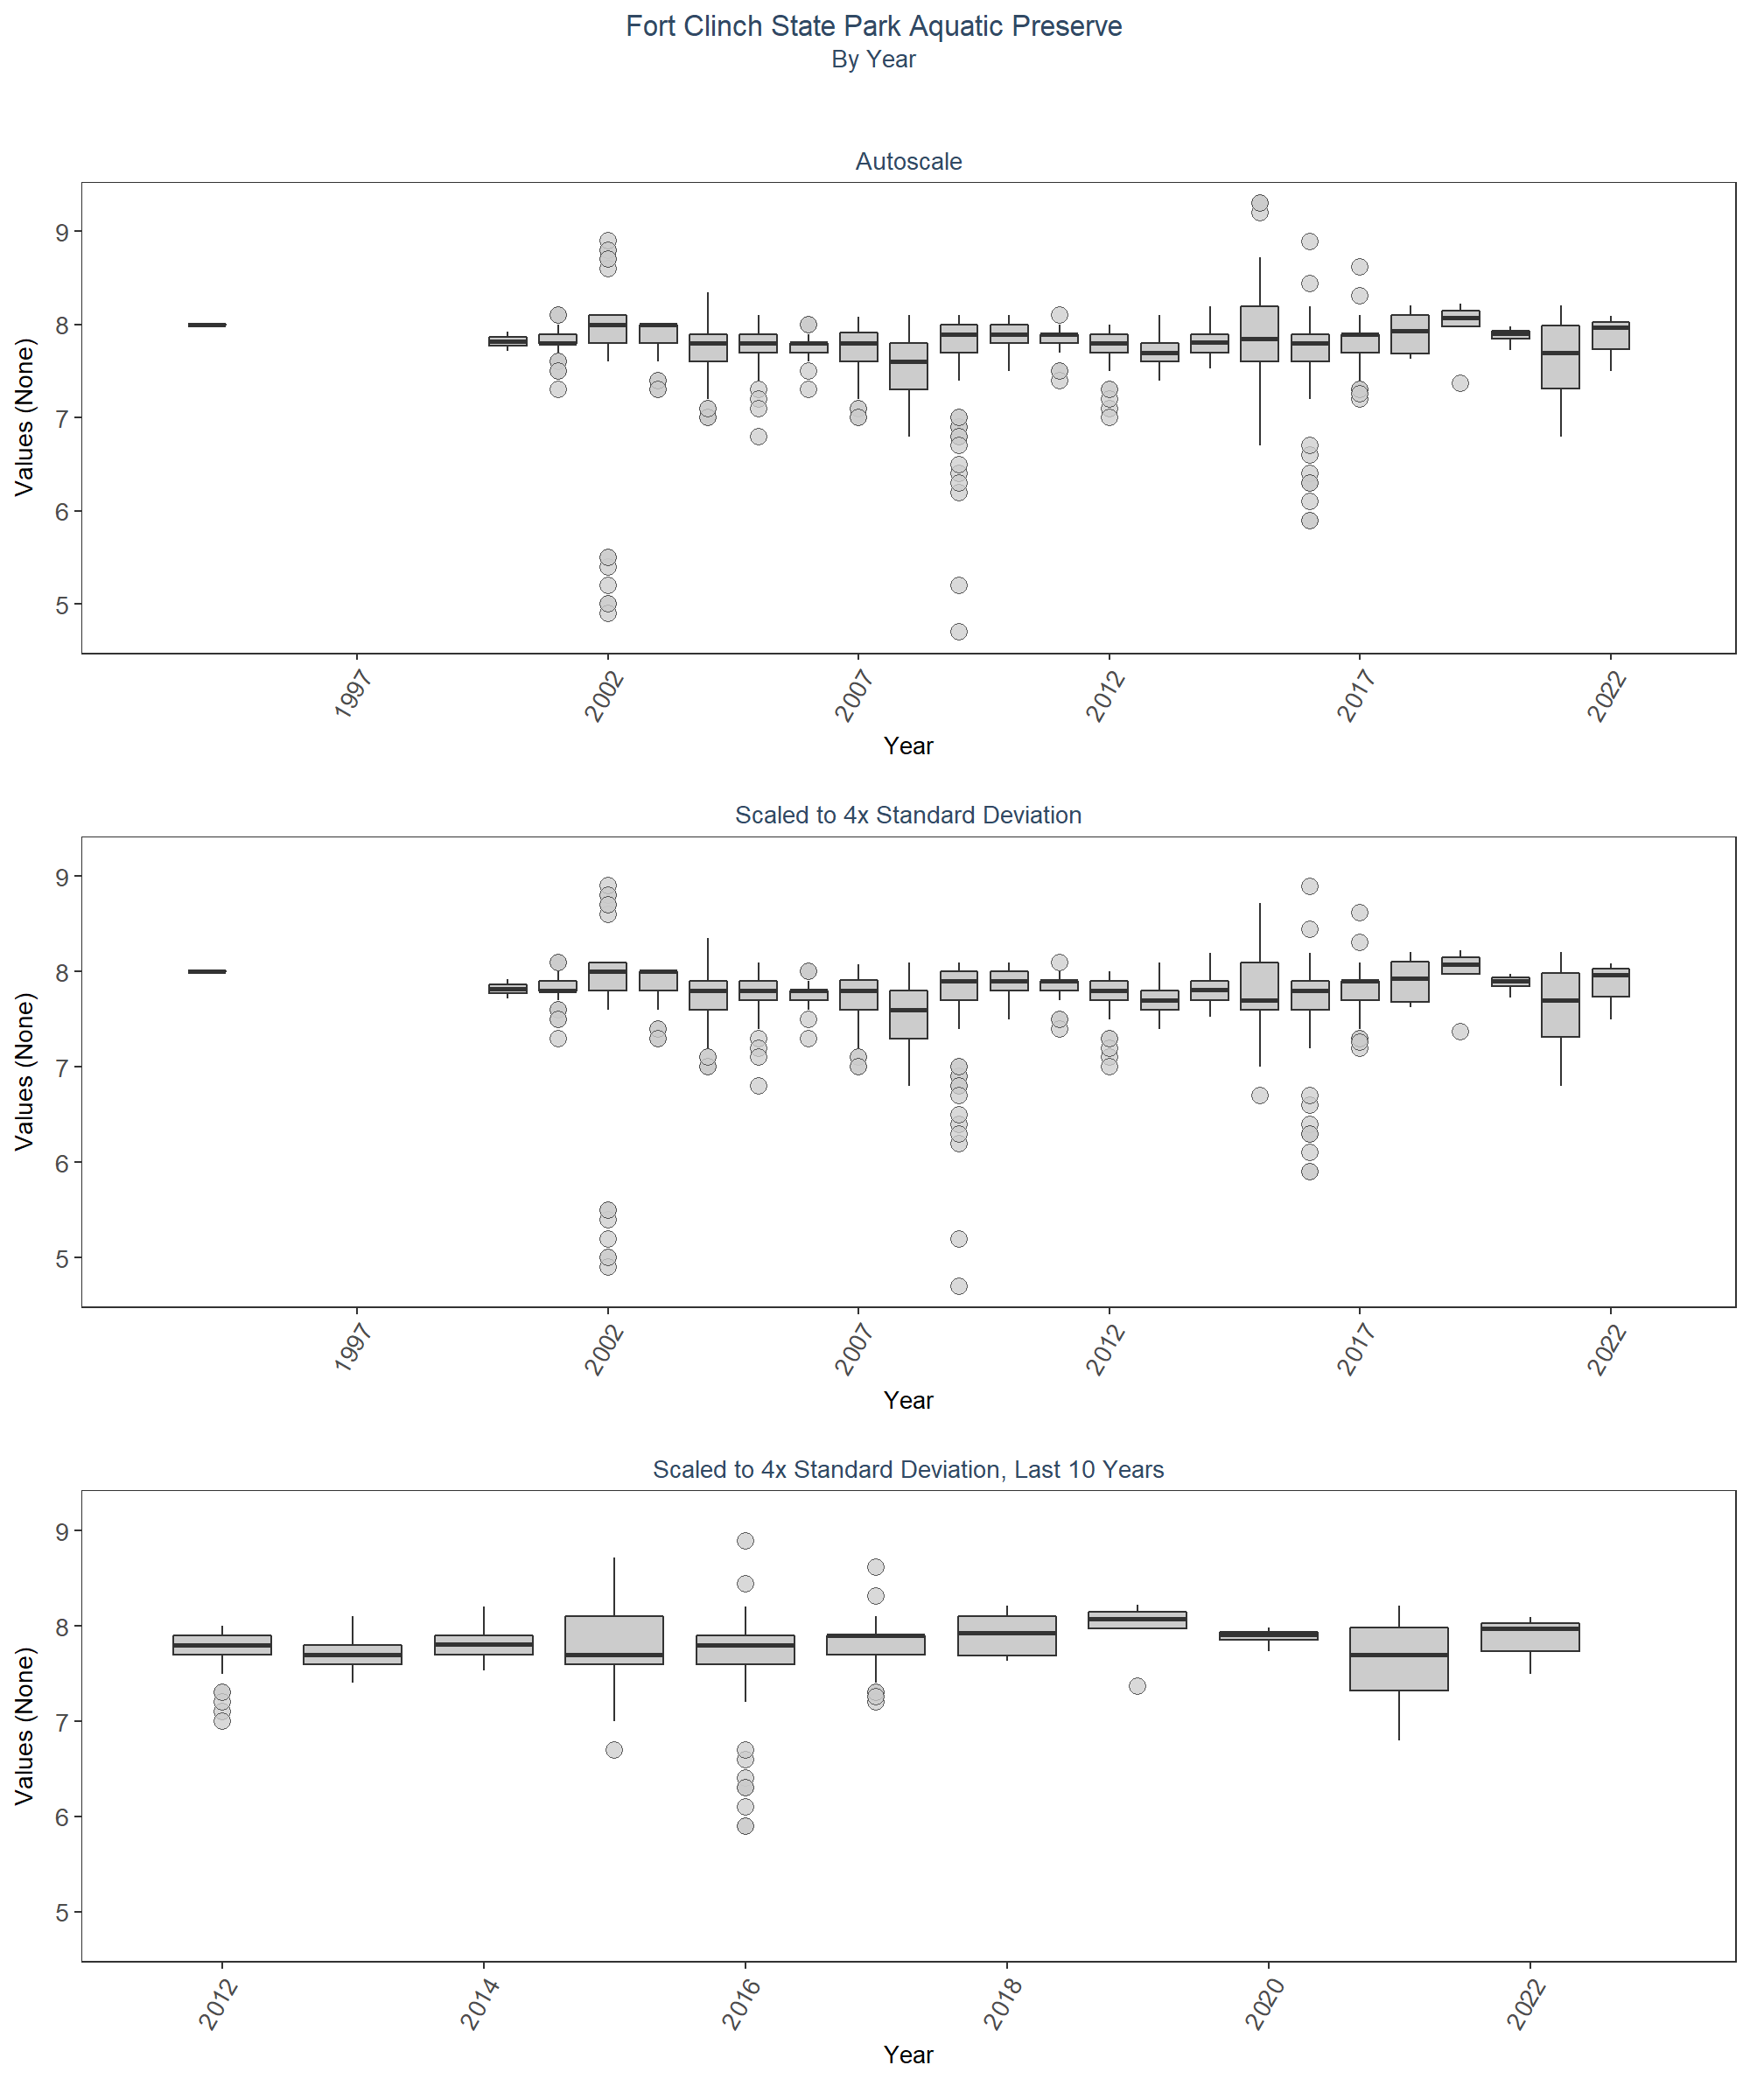 Fort Clinch State Park Aquatic Preserve
By Year
Autoscale
Values (None)
9
8
7
6
5
1997 2002 2007 2012 2017 2022
Year
Scaled to 4x Standard Deviation
Values (None)
9
8
7
6
5
1997 2002 2007 2012 2017 2022
Year
Scaled to 4x Standard Deviation, Last 10 Years
Values (None)
9
8
7
6
5
2012 2014 2016 2018 2020 2022
Year